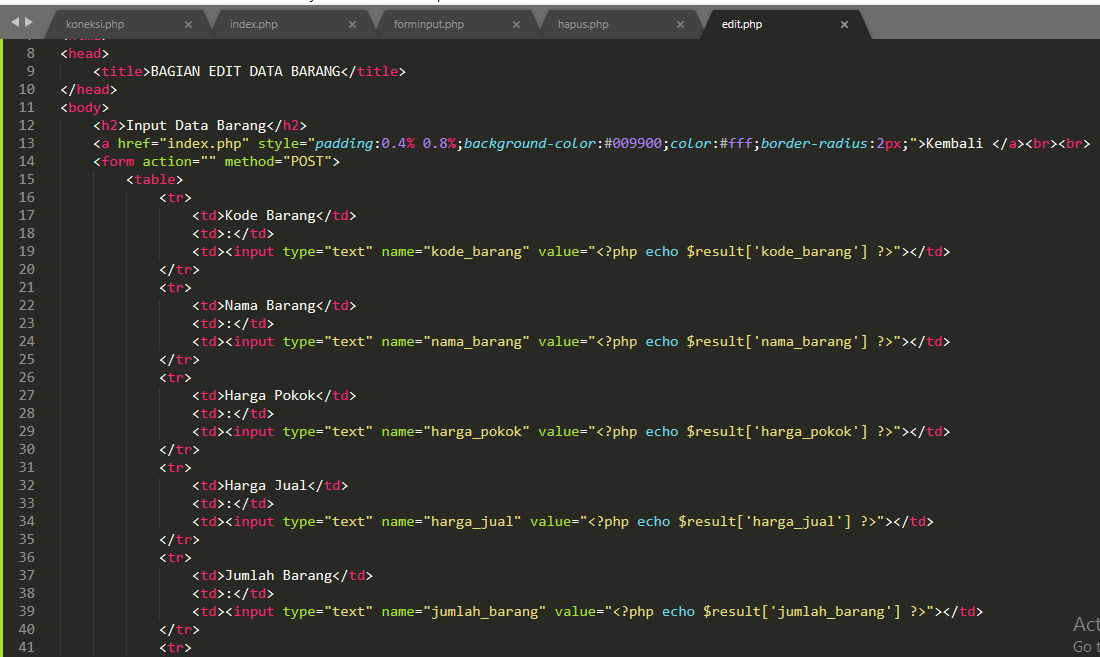 koneksi.php × index.php × forminput.php × hapus.php × edit.php ×
8 <head>
9 <title>BAGIAN EDIT DATA BARANG</title>
10 </head>
11 <body>
12 <h2>Input Data Barang</h2>
13 <a href="index.php" style="padding:0.4% 0.8%;background-color:#009900;color:#fff;border-radius:2px;">Kembali </a><br><br>
14 <form action="" method="POST">
15 <table>
16 <tr>
17 <td>Kode Barang</td>
18 <td>:</td>
19 <td><input type="text" name="kode_barang" value="<?php echo $result['kode_barang'] ?>"></td>
20 </tr>
21 <tr>
22 <td>Nama Barang</td>
23 <td>:</td>
24 <td><input type="text" name="nama_barang" value="<?php echo $result['nama_barang'] ?>"></td>
25 </tr>
26 <tr>
27 <td>Harga Pokok</td>
28 <td>:</td>
29 <td><input type="text" name="harga_pokok" value="<?php echo $result['harga_pokok'] ?>"></td>
30 </tr>
31 <tr>
32 <td>Harga Jual</td>
33 <td>:</td>
34 <td><input type="text" name="harga_jual" value="<?php echo $result['harga_jual'] ?>"></td>
35 </tr>
36 <tr>
37 <td>Jumlah Barang</td>
38 <td>:</td>
39 <td><input type="text" name="jumlah_barang" value="<?php echo $result['jumlah_barang'] ?>"></td>
40 </tr>
41 <tr>
Act
Go t